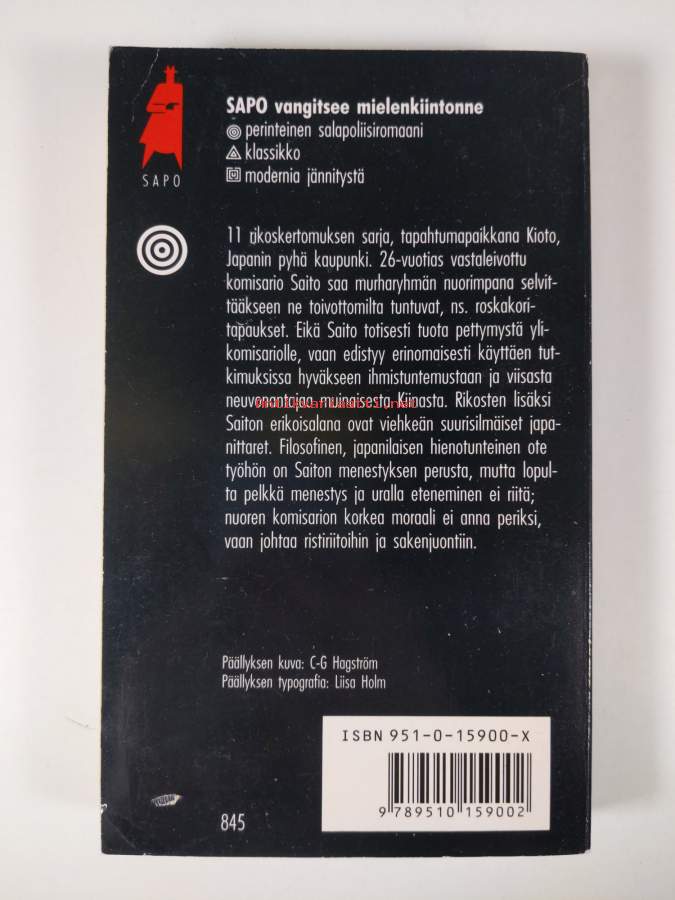 SAPO
SAPO vangitsee mielenkiintonne
perinteinen salapoliisiromaani
klassikko
modernia jännitystä
11 rikoskertomuksen sarja, tapahtumapaikkana Kioto,
Japanin pyhä kaupunki. 26-vuotias vastaleivottu
komisario Saito saa murharyhmän nuorimpana selvit-
tääkseen ne toivottomilta tuntuvat, ns. roskakori-
tapaukset. Eikä Saito totisesti tuota pettymystä yli-
komisariolle, vaan edistyy erinomaisesti käyttäen tut-
kimuksissa hyväkseen ihmistuntemustaan ja viisasta
neuvonantajaa muinaisesta Kiinasta. Rikosten lisäksi
Saiton erikoisalana ovat viehkeän suurisilmäiset japa-
nittaret. Filosofinen, japanilaisen hienotunteinen ote
työhön on Saiton menestyksen perusta, mutta lopul-
ta pelkkä menestys ja uralla eteneminen ei riitä;
nuoren komisarion korkea moraali ei anna periksi,
vaan johtaa ristiriitoihin ja sakenjuontiin.
Päällyksen kuva: C-G Hagström
Päällyksen typografia: Liisa Holm
ISBN 951-0-15900-X
9 789510 159002
845